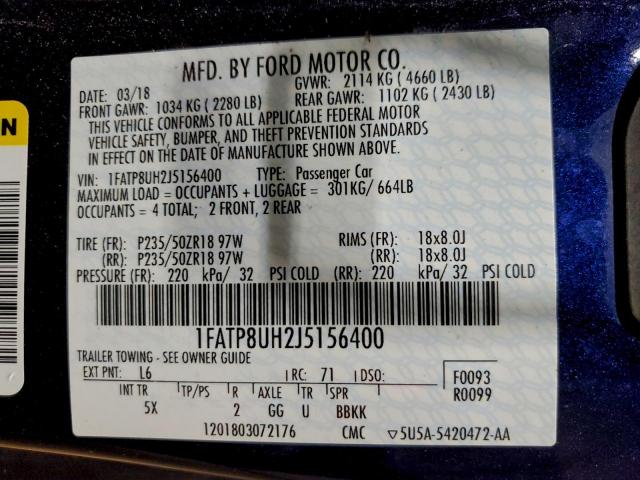 MFD. BY FORD MOTOR CO.
DATE: 03/18 GVWR: 2114 KG ( 4660 LB)
FRONT GAWR: 1034 KG ( 2280 LB) REAR GAWR: 1102 KG ( 2430 LB)
THIS VEHICLE CONFORMS TO ALL APPLICABLE FEDERAL MOTOR
VEHICLE SAFETY, BUMPER, AND THEFT PREVENTION STANDARDS
IN EFFECT ON THE DATE OF MANUFACTURE SHOWN ABOVE.
VIN: 1FATP8UH2J5156400 TYPE: Passenger Car
MAXIMUM LOAD = OCCUPANTS + LUGGAGE = 301KG/ 664LB
OCCUPANTS = 4 TOTAL; 2 FRONT, 2 REAR
TIRE (FR): P235/50ZR18 97W RIMS (FR): 18x8.0J
(RR): P235/50ZR18 97W (RR): 18x8.0J
PRESSURE (FR): 220 kPa/ 32 PSI COLD (RR): 220 kPa/ 32 PSI COLD
1FATP8UH2J5156400
TRAILER TOWING - SEE OWNER GUIDE
EXT PNT: L6 RC: 71 DSO: F0093
R0099
INT TR TP/PS R AXLE TR SPR
5X 2 GG U BBKK
1201803072176 CMC ▽5U5A-5420472-AA